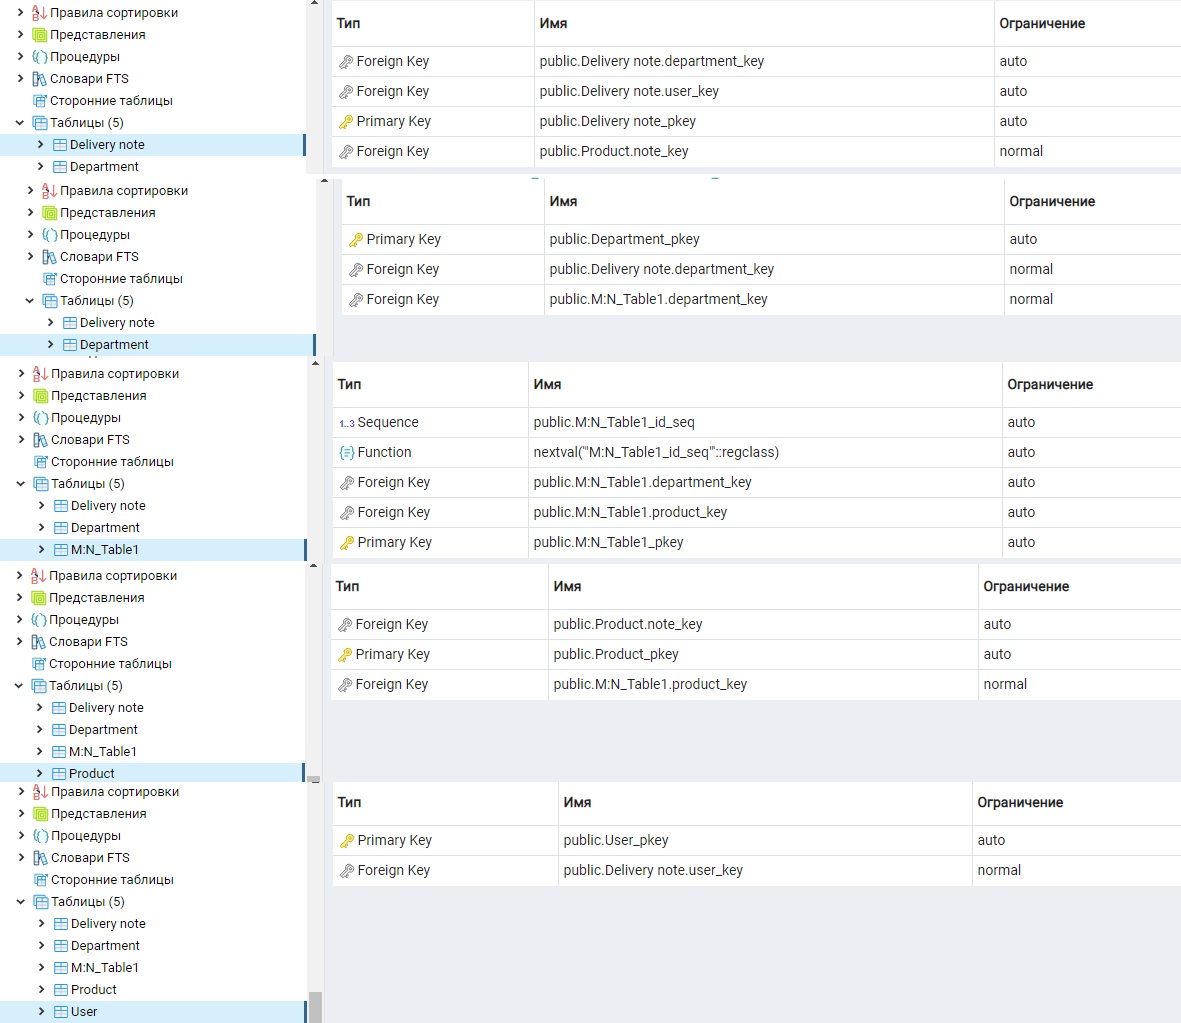 Правила сортировки
Представления
Процедуры
Словари FTS
Сторонние таблицы
Таблицы (5)
Delivery note
Department
Тип Имя Ограничение
Foreign Key public.Delivery note.department_key auto
Foreign Key public.Delivery note.user_key auto
Primary Key public.Delivery note_pkey auto
Foreign Key public.Product.note_key normal
Правила сортировки
Представления
Процедуры
Словари FTS
Сторонние таблицы
Таблицы (5)
Delivery note
Department
Тип Имя Ограничение
Primary Key public.Department_pkey auto
Foreign Key public.Delivery note.department_key normal
Foreign Key public.M:N_Table1.department_key normal
Правила сортировки
Представления
Процедуры
Словари FTS
Сторонние таблицы
Таблицы (5)
Delivery note
Department
M:N_Table1
Тип Имя Ограничение
1..3 Sequence public.M:N_Table1_id_seq auto
Function nextval('"M:N_Table1_id_seq"'::regclass) auto
Foreign Key public.M:N_Table1.department_key auto
Foreign Key public.M:N_Table1.product_key auto
Primary Key public.M:N_Table1_pkey auto
Правила сортировки
Представления
Процедуры
Словари FTS
Сторонние таблицы
Таблицы (5)
Delivery note
Department
M:N_Table1
Product
Тип Имя Ограничение
Foreign Key public.Product.note_key auto
Primary Key public.Product_pkey auto
Foreign Key public.M:N_Table1.product_key normal
Правила сортировки
Представления
Процедуры
Словари FTS
Сторонние таблицы
Таблицы (5)
Delivery note
Department
M:N_Table1
Product
User
Тип Имя Ограничение
Primary Key public.User_pkey auto
Foreign Key public.Delivery note.user_key normal